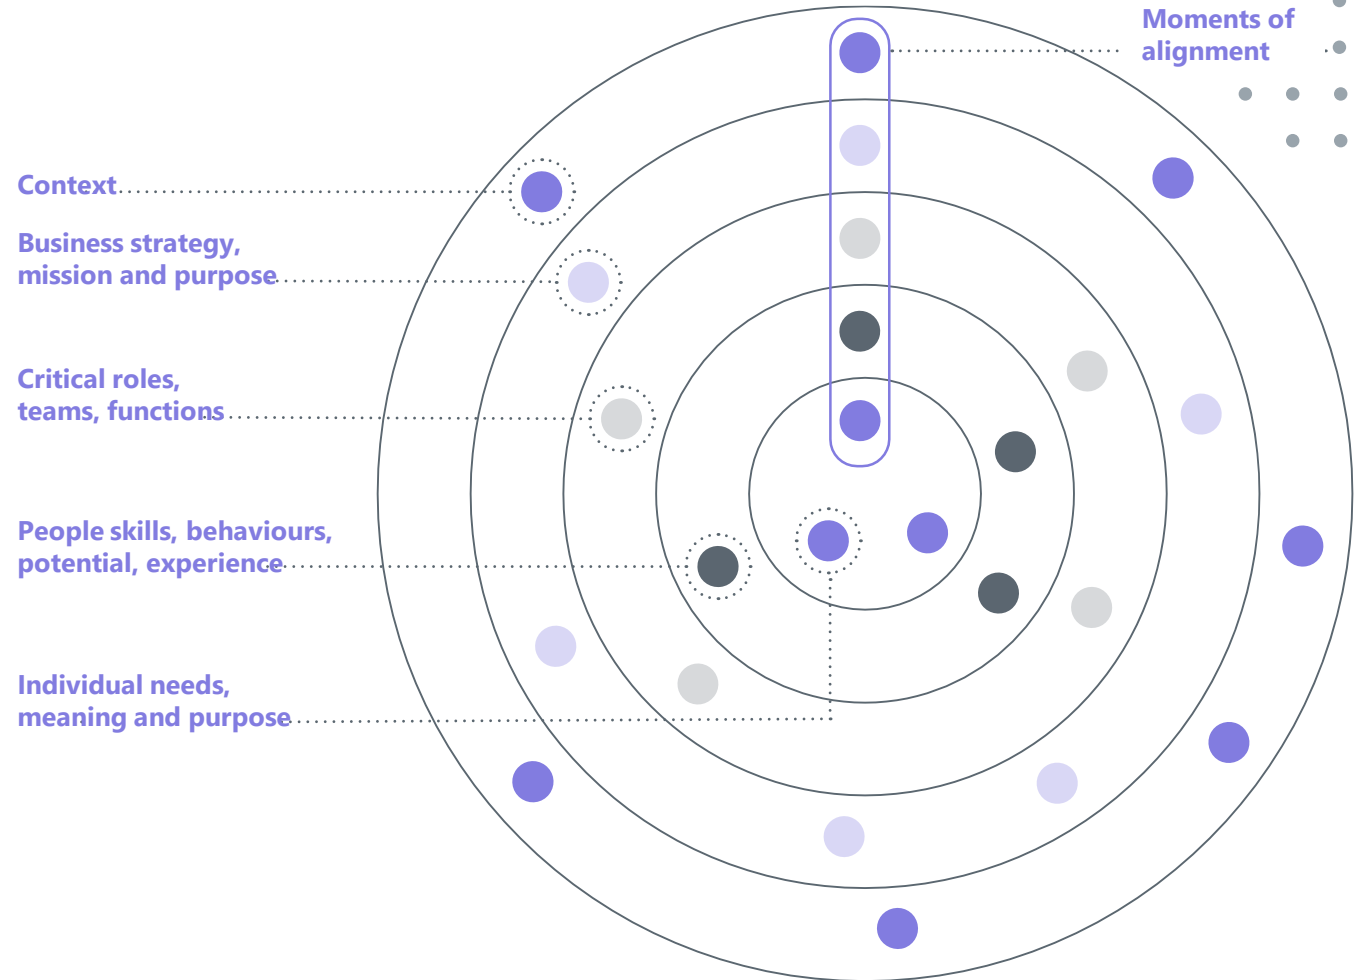 Moments of
alignment
Context
Business strategy,
mission and purpose
Critical roles,
teams, functions
People skills, behaviours,
potential, experience
Individual needs,
meaning and purpose